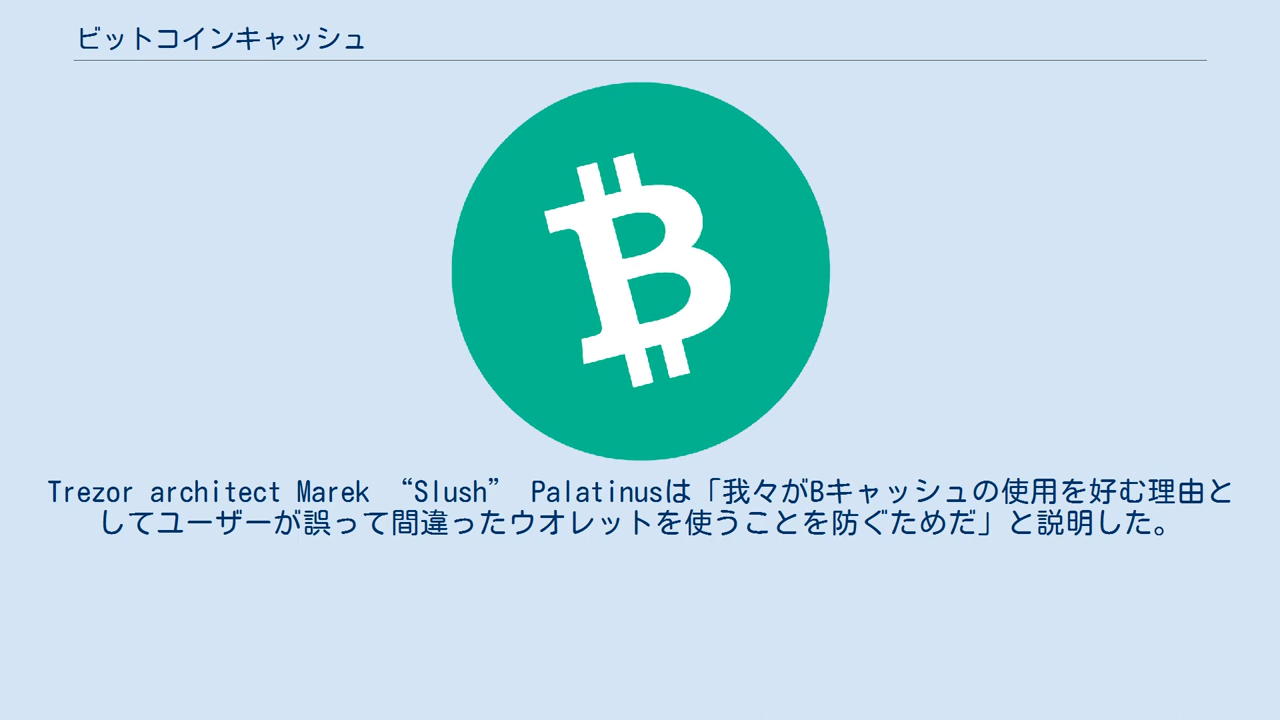 ビットコインキャッシュ
Trezor architect Marek “Slush” Palatinusは「我々がBキャッシュの使用を好む理由と
してユーザーが誤って間違ったウオレットを使うことを防ぐためだ」と説明した。